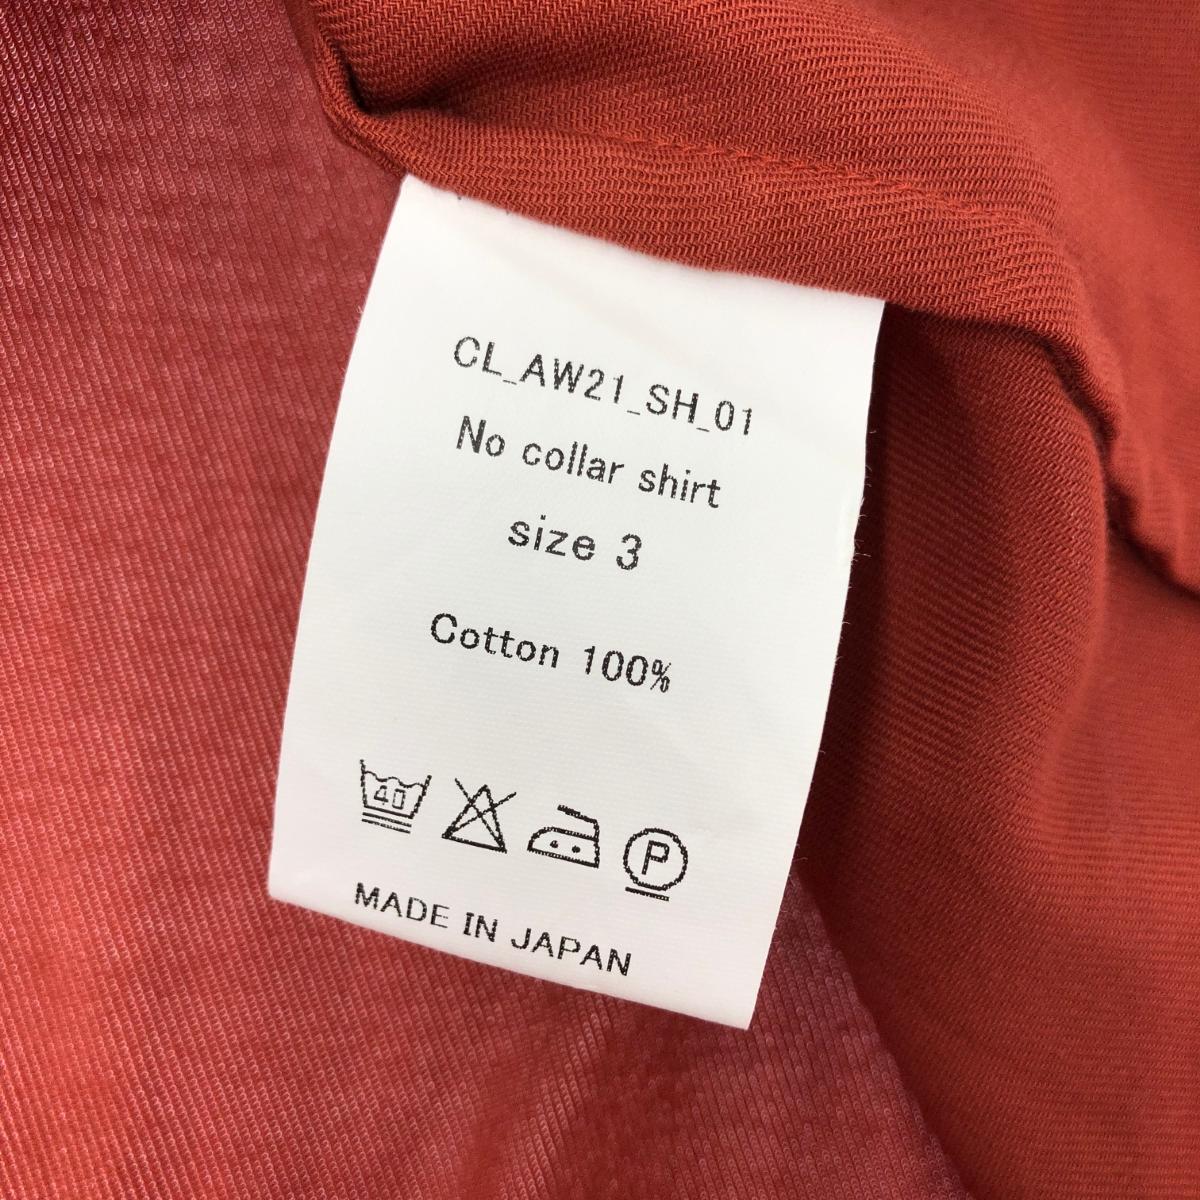 CL_AW21_SH_01
No collar shirt
size 3
Cotton 100%
40
P
MADE IN JAPAN